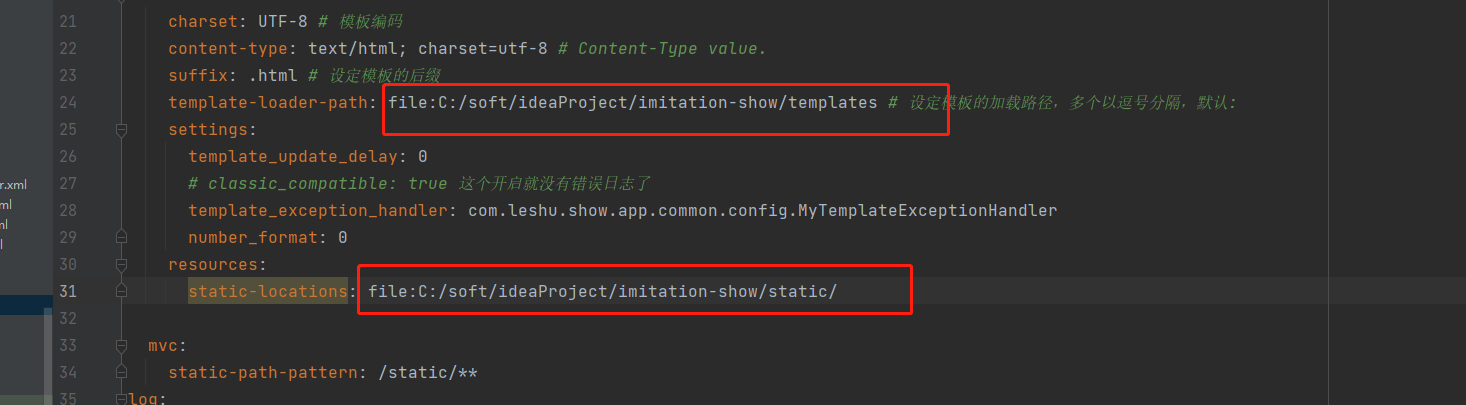 21 charset: UTF-8 # 模板编码
22 content-type: text/html; charset=utf-8 # Content-Type value.
23 suffix: .html # 设定模板的后缀
24 template-loader-path: file:C:/soft/ideaProject/imitation-show/templates # 设定模板的加载路径，多个以逗号分隔，默认:
25 settings:
26 template_update_delay: 0
r.xml 27 # classic_compatible: true 这个开启就没有错误日志了
ml 28 template_exception_handler: com.leshu.show.app.common.config.MyTemplateExceptionHandler
ml 29 number_format: 0
l 30 resources:
31 static-locations: file:C:/soft/ideaProject/imitation-show/static/
32
33 mvc:
34 static-path-pattern: /static/**
35 log: